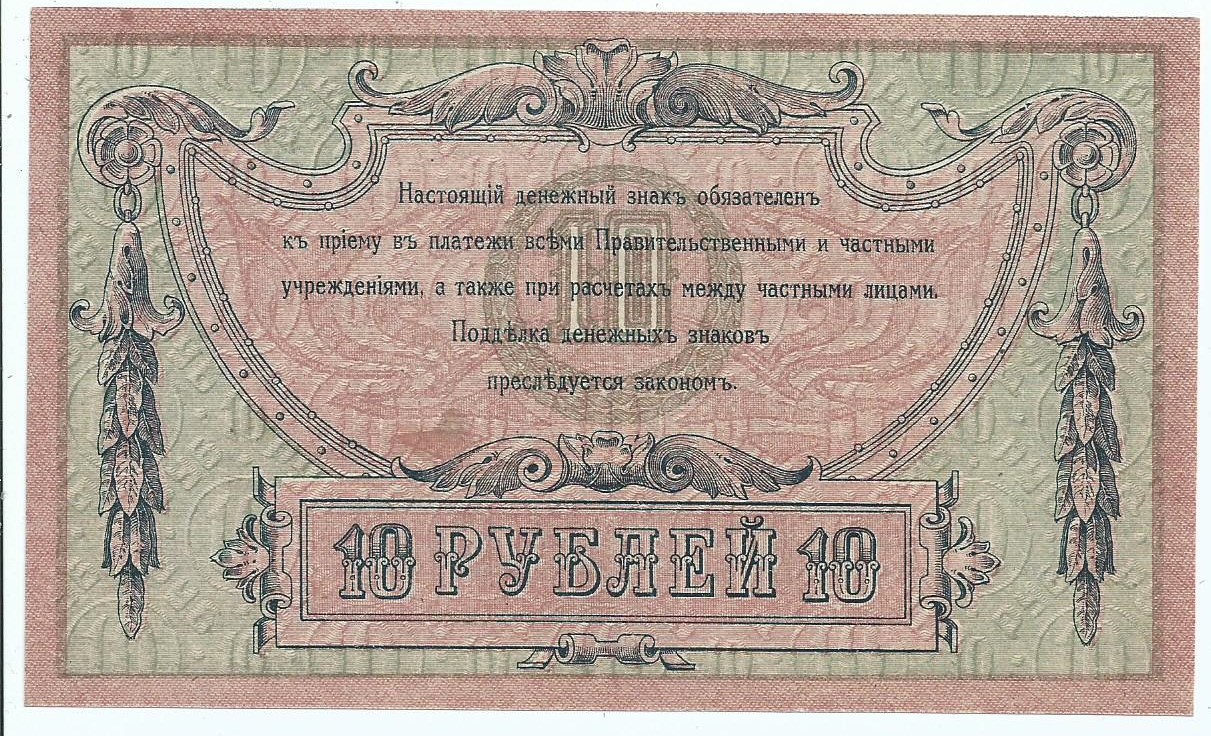 Настоящій денежный знакъ обязателенъ
къ пріему въ платежи всѣми Правительственными и частными
учрежденіями, а также при расчетахъ между частными лицами.
Поддѣлка денежныхъ знаковъ
преслѣдуется закономъ.
10
10 РУБЛЕЙ 10